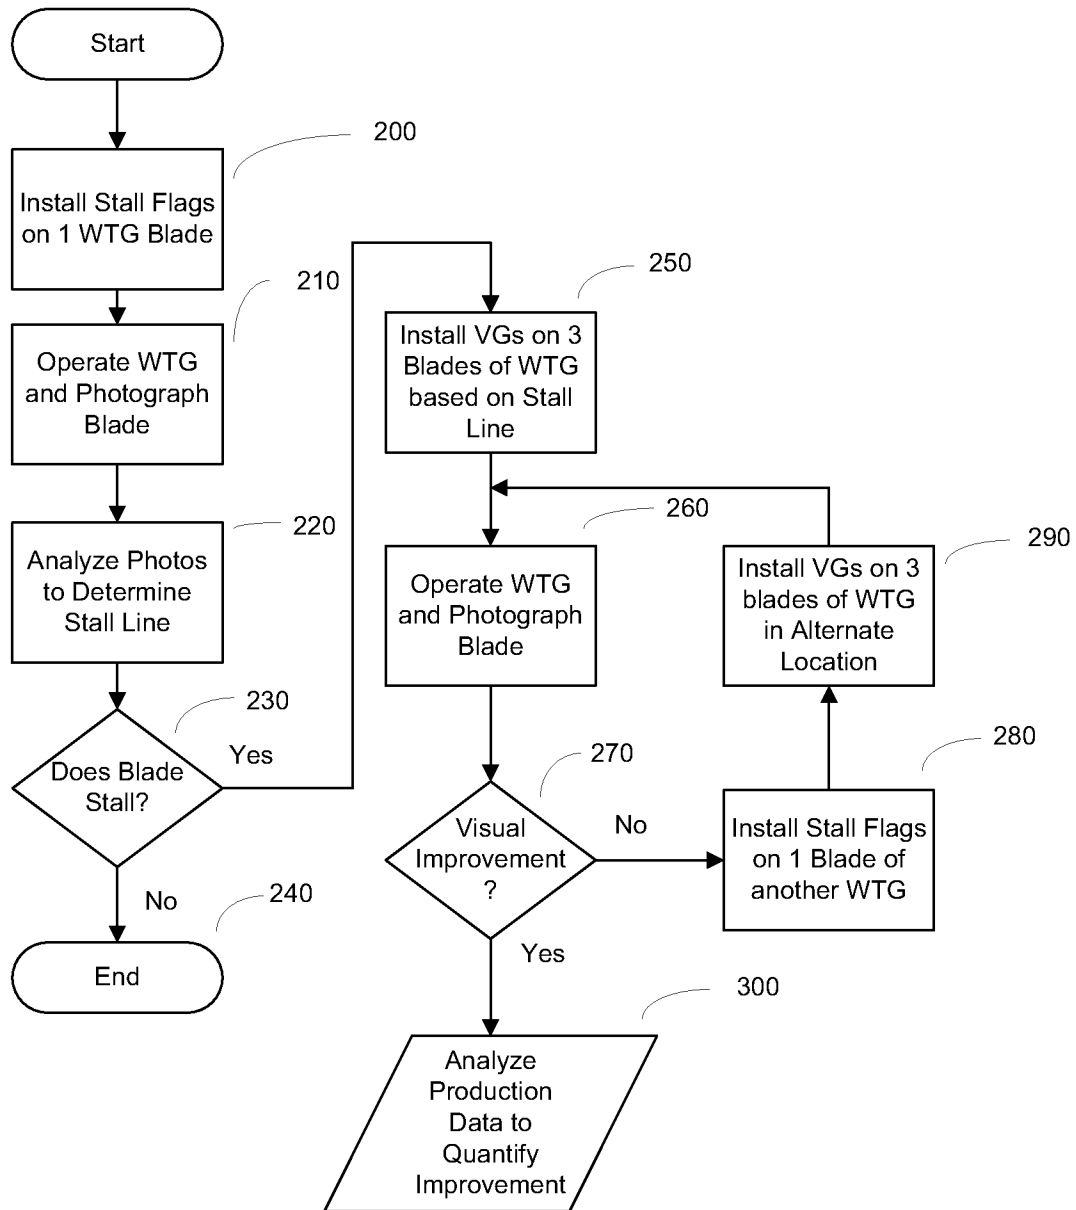 Start
200
Install Stall Flags
on 1 WTG Blade
210
Operate WTG
and Photograph
Blade
220
Analyze Photos
to Determine
Stall Line
230
Does Blade
Stall?
Yes
No
240
End
250
Install VGs on 3
Blades of WTG
based on Stall
Line
260
Operate WTG
and Photograph
Blade
270
Visual
Improvement
?
No
Yes
280
Install Stall Flags
on 1 Blade of
another WTG
290
Install VGs on 3
blades of WTG
in Alternate
Location
300
Analyze
Production
Data to
Quantify
Improvement